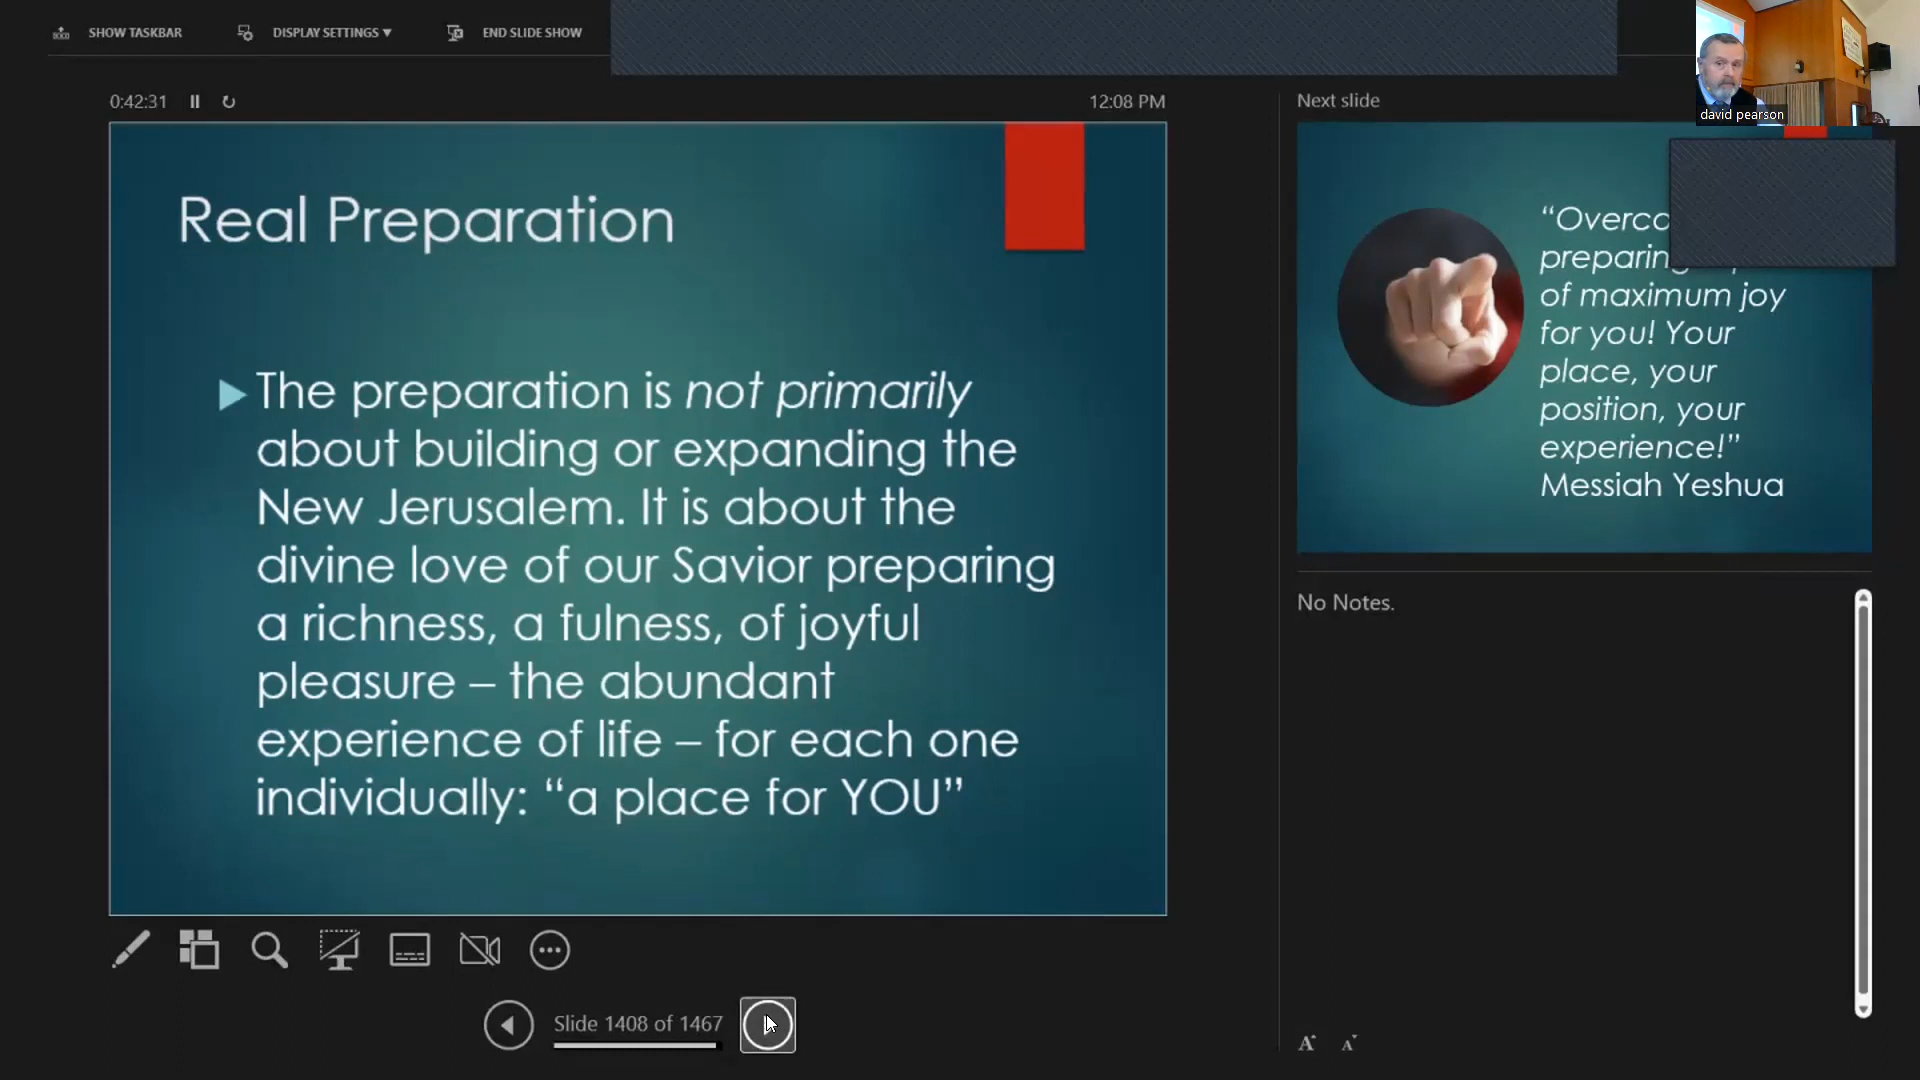 SHOW TASKBAR
DISPLAY SETTINGS ▼
END SLIDE SHOW
david pearson
0:42:31
12:08 PM
Next slide
Real Preparation
The preparation is not primarily
about building or expanding the
New Jerusalem. It is about the
divine love of our Savior preparing
a richness, a fulness, of joyful
pleasure – the abundant
experience of life – for each one
individually: “a place for YOU”
preparing
of maximum joy
for you! Your
place, your
position, your
experience!”
Messiah Yeshua
No Notes.
Slide 1408 of 1467
A A